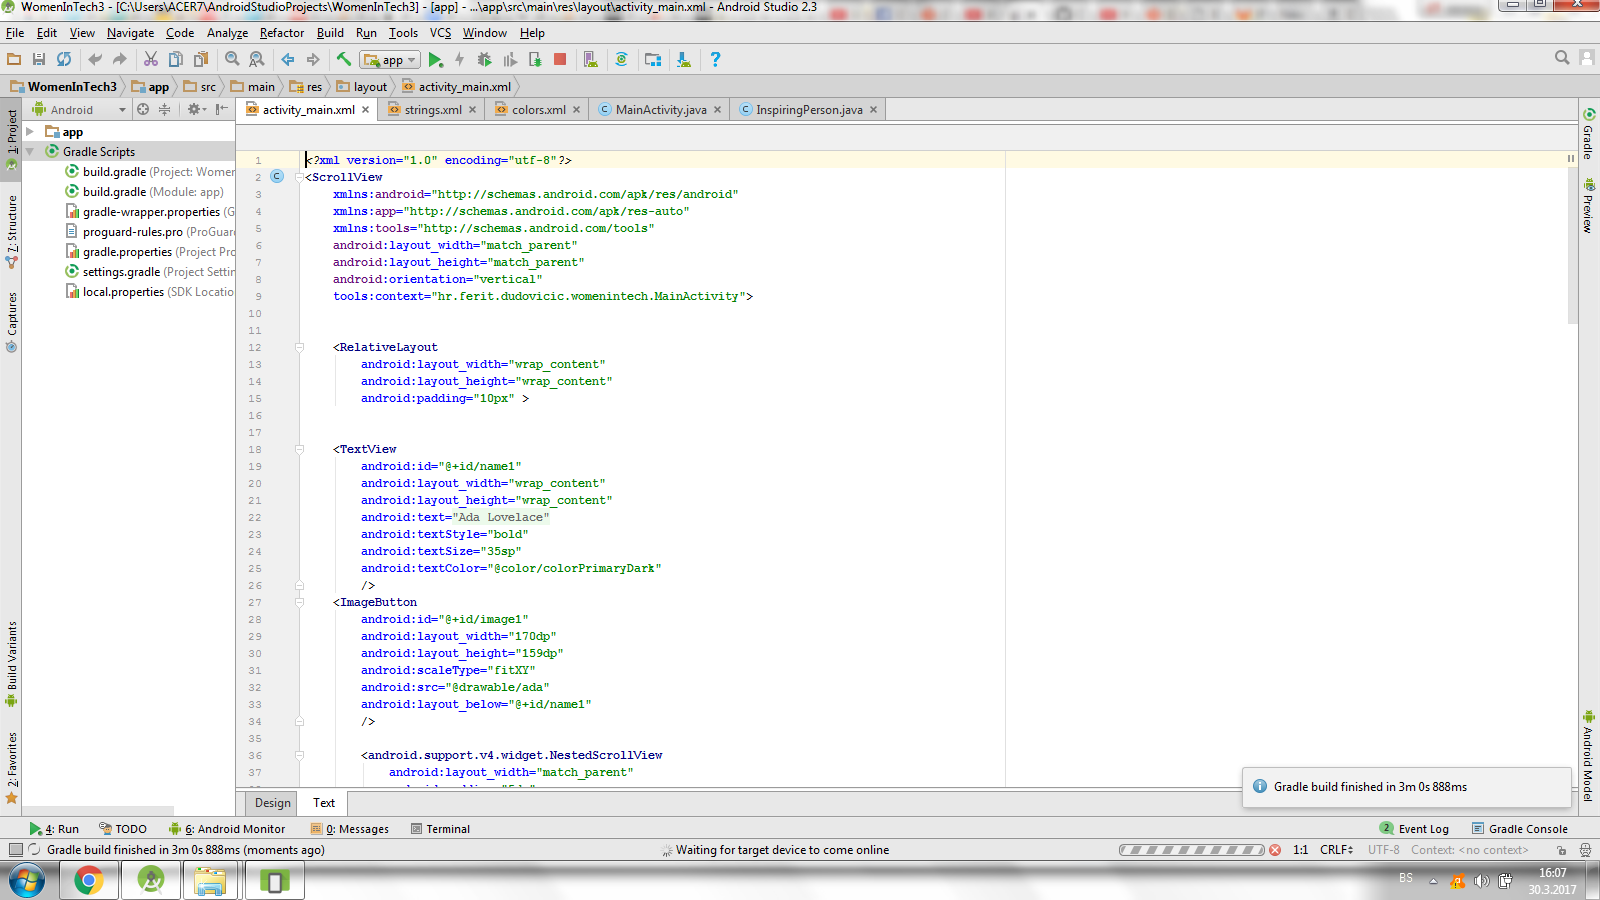 WomenInTech3 - [C:\Users\ACER7\AndroidStudioProjects\WomenInTech3] - [app] - ...\app\src\main\res\layout\activity_main.xml - Android Studio 2.3
File Edit View Navigate Code Analyze Refactor Build Run Tools VCS Window Help
app
WomenInTech3 app src main res layout activity_main.xml
Android
activity_main.xml strings.xml colors.xml MainActivity.java InspiringPerson.java
1: Project
7: Structure
Captures
Build Variants
2: Favorites
app
Gradle Scripts
build.gradle (Project: Women
build.gradle (Module: app)
gradle-wrapper.properties (G
proguard-rules.pro (ProGuar
gradle.properties (Project Pro
settings.gradle (Project Settin
local.properties (SDK Locatio
1 <?xml version="1.0" encoding="utf-8"?>
2 <ScrollView
3 xmlns:android="http://schemas.android.com/apk/res/android"
4 xmlns:app="http://schemas.android.com/apk/res-auto"
5 xmlns:tools="http://schemas.android.com/tools"
6 android:layout_width="match_parent"
7 android:layout_height="match_parent"
8 android:orientation="vertical"
9 tools:context="hr.ferit.dudovicic.womenintech.MainActivity">
10
11
12 <RelativeLayout
13 android:layout_width="wrap_content"
14 android:layout_height="wrap_content"
15 android:padding="10px" >
16
17
18 <TextView
19 android:id="@+id/name1"
20 android:layout_width="wrap_content"
21 android:layout_height="wrap_content"
22 android:text="Ada Lovelace"
23 android:textStyle="bold"
24 android:textSize="35sp"
25 android:textColor="@color/colorPrimaryDark"
26 />
27 <ImageButton
28 android:id="@+id/image1"
29 android:layout_width="170dp"
30 android:layout_height="159dp"
31 android:scaleType="fitXY"
32 android:src="@drawable/ada"
33 android:layout_below="@+id/name1"
34 />
35
36 <android.support.v4.widget.NestedScrollView
37 android:layout_width="match_parent"
Gradle
Preview
Android Model
Gradle build finished in 3m 0s 888ms
Design Text
4: Run TODO 6: Android Monitor 0: Messages Terminal 2 Event Log Gradle Console
Gradle build finished in 3m 0s 888ms (moments ago) Waiting for target device to come online 1:1 CRLF UTF-8 Context: <no context>
BS
16:07
30.3.2017